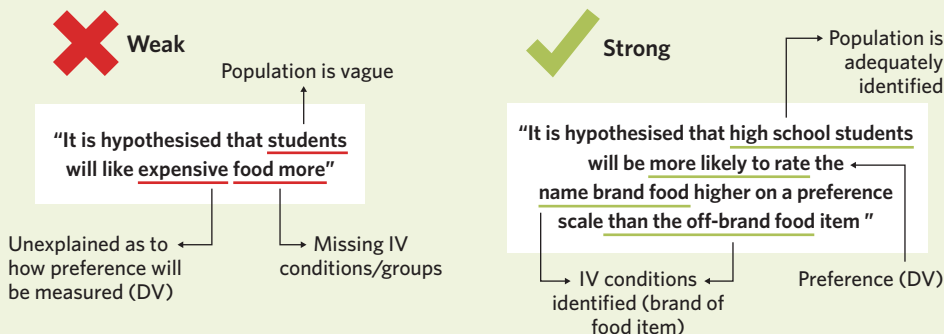 Weak
Population is vague
“It is hypothesised that students
will like expensive food more”
Unexplained as to
how preference will
be measured (DV)
Missing IV
conditions/groups
Strong
Population is
adequately
identified
“It is hypothesised that high school students
will be more likely to rate the
name brand food higher on a preference
scale than the off-brand food item ”
IV conditions
identified (brand of
food item)
Preference (DV)